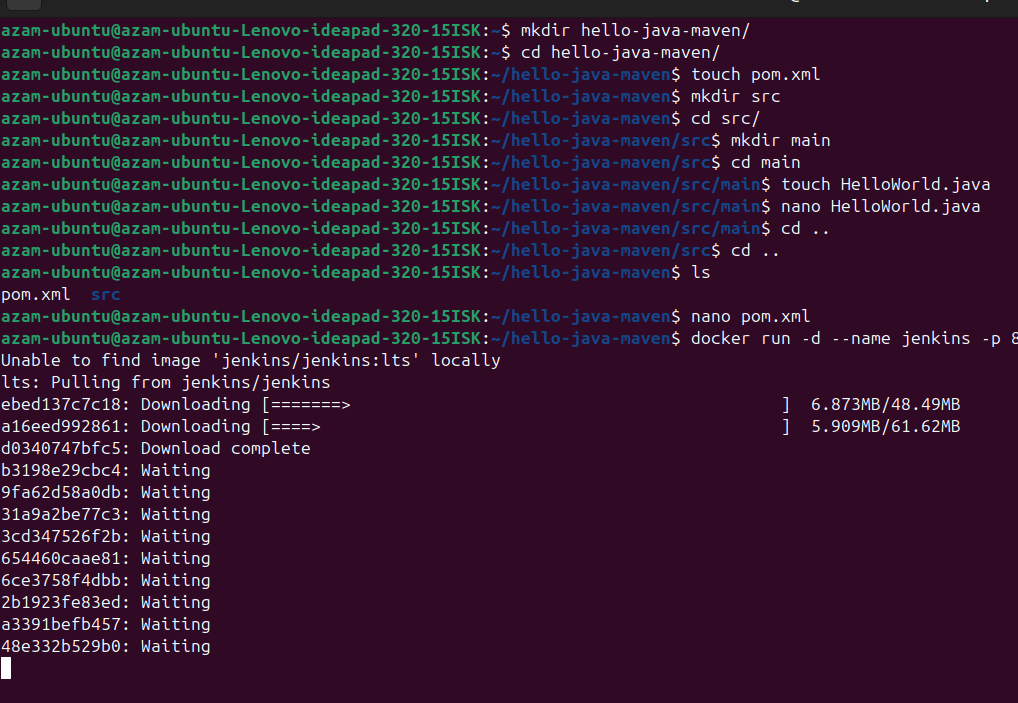 azam-ubuntu@azam-ubuntu-Lenovo-ideapad-320-15ISK:~$ mkdir hello-java-maven/
azam-ubuntu@azam-ubuntu-Lenovo-ideapad-320-15ISK:~$ cd hello-java-maven/
azam-ubuntu@azam-ubuntu-Lenovo-ideapad-320-15ISK:~/hello-java-maven$ touch pom.xml
azam-ubuntu@azam-ubuntu-Lenovo-ideapad-320-15ISK:~/hello-java-maven$ mkdir src
azam-ubuntu@azam-ubuntu-Lenovo-ideapad-320-15ISK:~/hello-java-maven$ cd src/
azam-ubuntu@azam-ubuntu-Lenovo-ideapad-320-15ISK:~/hello-java-maven/src$ mkdir main
azam-ubuntu@azam-ubuntu-Lenovo-ideapad-320-15ISK:~/hello-java-maven/src$ cd main
azam-ubuntu@azam-ubuntu-Lenovo-ideapad-320-15ISK:~/hello-java-maven/src/main$ touch HelloWorld.java
azam-ubuntu@azam-ubuntu-Lenovo-ideapad-320-15ISK:~/hello-java-maven/src/main$ nano HelloWorld.java
azam-ubuntu@azam-ubuntu-Lenovo-ideapad-320-15ISK:~/hello-java-maven/src/main$ cd ..
azam-ubuntu@azam-ubuntu-Lenovo-ideapad-320-15ISK:~/hello-java-maven/src$ cd ..
azam-ubuntu@azam-ubuntu-Lenovo-ideapad-320-15ISK:~/hello-java-maven$ ls
pom.xml  src
azam-ubuntu@azam-ubuntu-Lenovo-ideapad-320-15ISK:~/hello-java-maven$ nano pom.xml
azam-ubuntu@azam-ubuntu-Lenovo-ideapad-320-15ISK:~/hello-java-maven$ docker run -d --name jenkins -p 8
Unable to find image 'jenkins/jenkins:lts' locally
lts: Pulling from jenkins/jenkins
ebed137c7c18: Downloading [=======>                                           ]  6.873MB/48.49MB
a16eed992861: Downloading [====>                                              ]  5.909MB/61.62MB
d0340747bfc5: Download complete
b3198e29cbc4: Waiting
9fa62d58a0db: Waiting
31a9a2be77c3: Waiting
3cd347526f2b: Waiting
654460caae81: Waiting
6ce3758f4dbb: Waiting
2b1923fe83ed: Waiting
a3391befb457: Waiting
48e332b529b0: Waiting